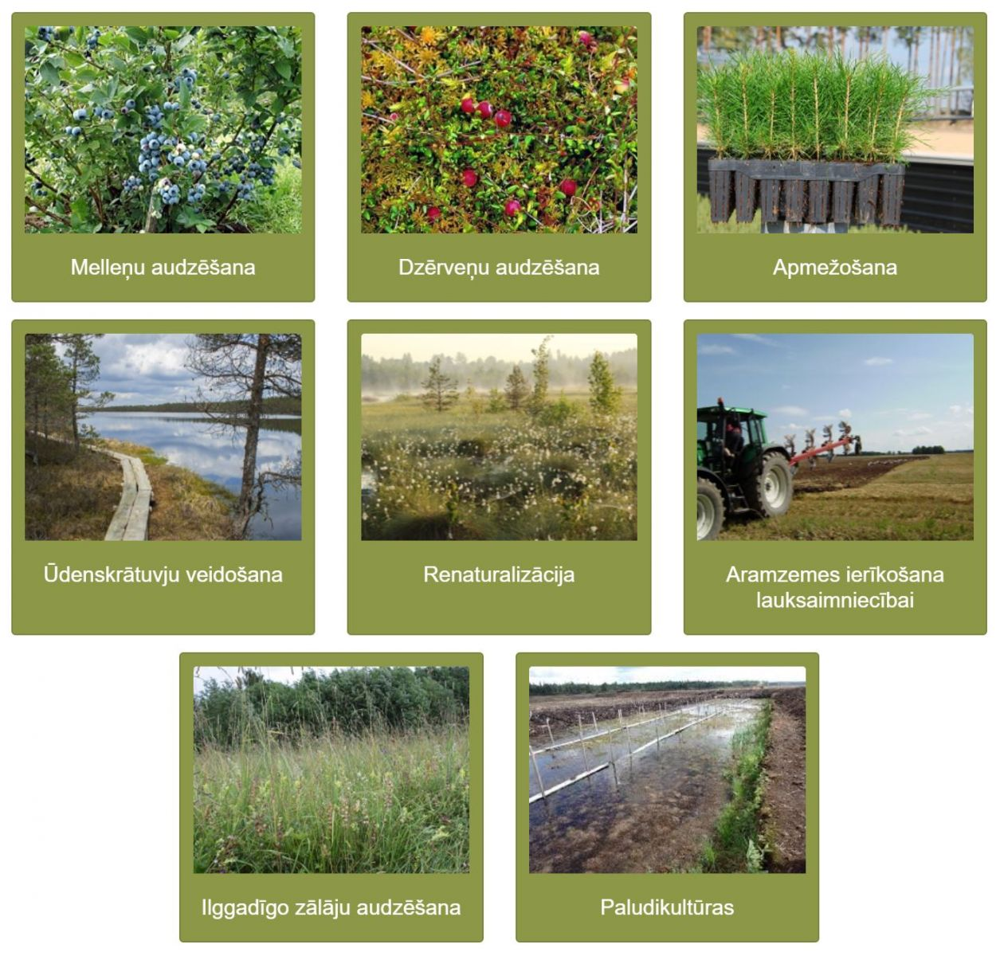 Melleņu audzēšana
Dzērveņu audzēšana
Apmežošana
Ūdenskrātuvju veidošana
Renaturalizācija
Aramzemes ierīkošana
lauksaimniecībai
Ilggadīgo zālāju audzēšana
Paludikultūras